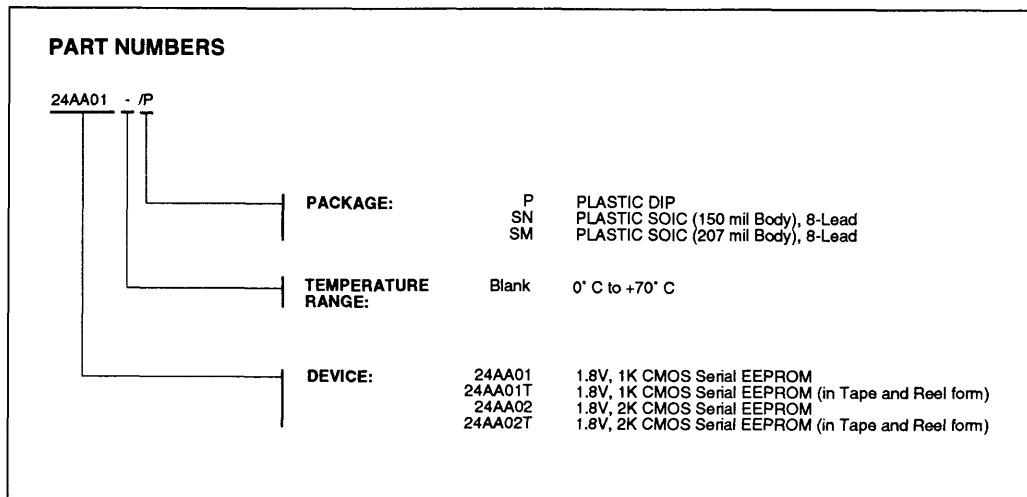 PART NUMBERS
24AA01 - /P
PACKAGE: P PLASTIC DIP
SN PLASTIC SOIC (150 mil Body), 8-Lead
SM PLASTIC SOIC (207 mil Body), 8-Lead
TEMPERATURE RANGE: Blank 0° C to +70° C
DEVICE: 24AA01 1.8V, 1K CMOS Serial EEPROM
24AA01T 1.8V, 1K CMOS Serial EEPROM (in Tape and Reel form)
24AA02 1.8V, 2K CMOS Serial EEPROM
24AA02T 1.8V, 2K CMOS Serial EEPROM (in Tape and Reel form)